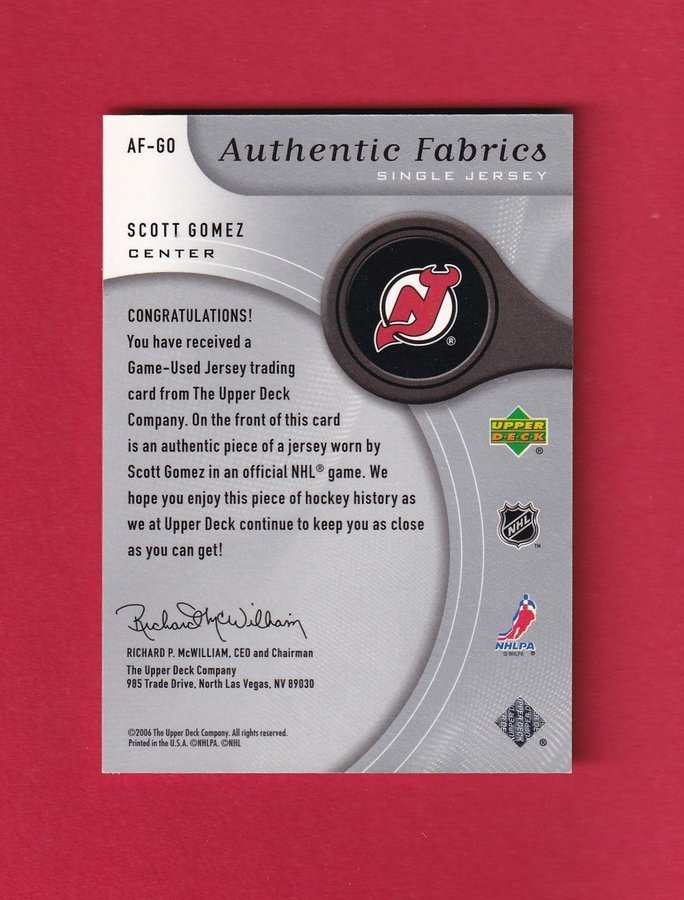 AF-GO
Authentic Fabrics
SINGLE JERSEY
SCOTT GOMEZ
CENTER
CONGRATULATIONS!
You have received a
Game-Used Jersey trading
card from The Upper Deck
Company. On the front of this card
is an authentic piece of a jersey worn by
Scott Gomez in an official NHL® game. We
hope you enjoy this piece of hockey history as
we at Upper Deck continue to keep you as close
as you can get!
NJ
®
UPPER
DECK
®
NHL
™
NHLPA
©NHLPA
Richard McWilliam
RICHARD P. McWILLIAM, CEO and Chairman
The Upper Deck Company
985 Trade Drive, North Las Vegas, NV 89030
©2006 The Upper Deck Company. All rights reserved.
Printed in the U.S.A. ©NHLPA. ©NHL
UPPER DECK
®